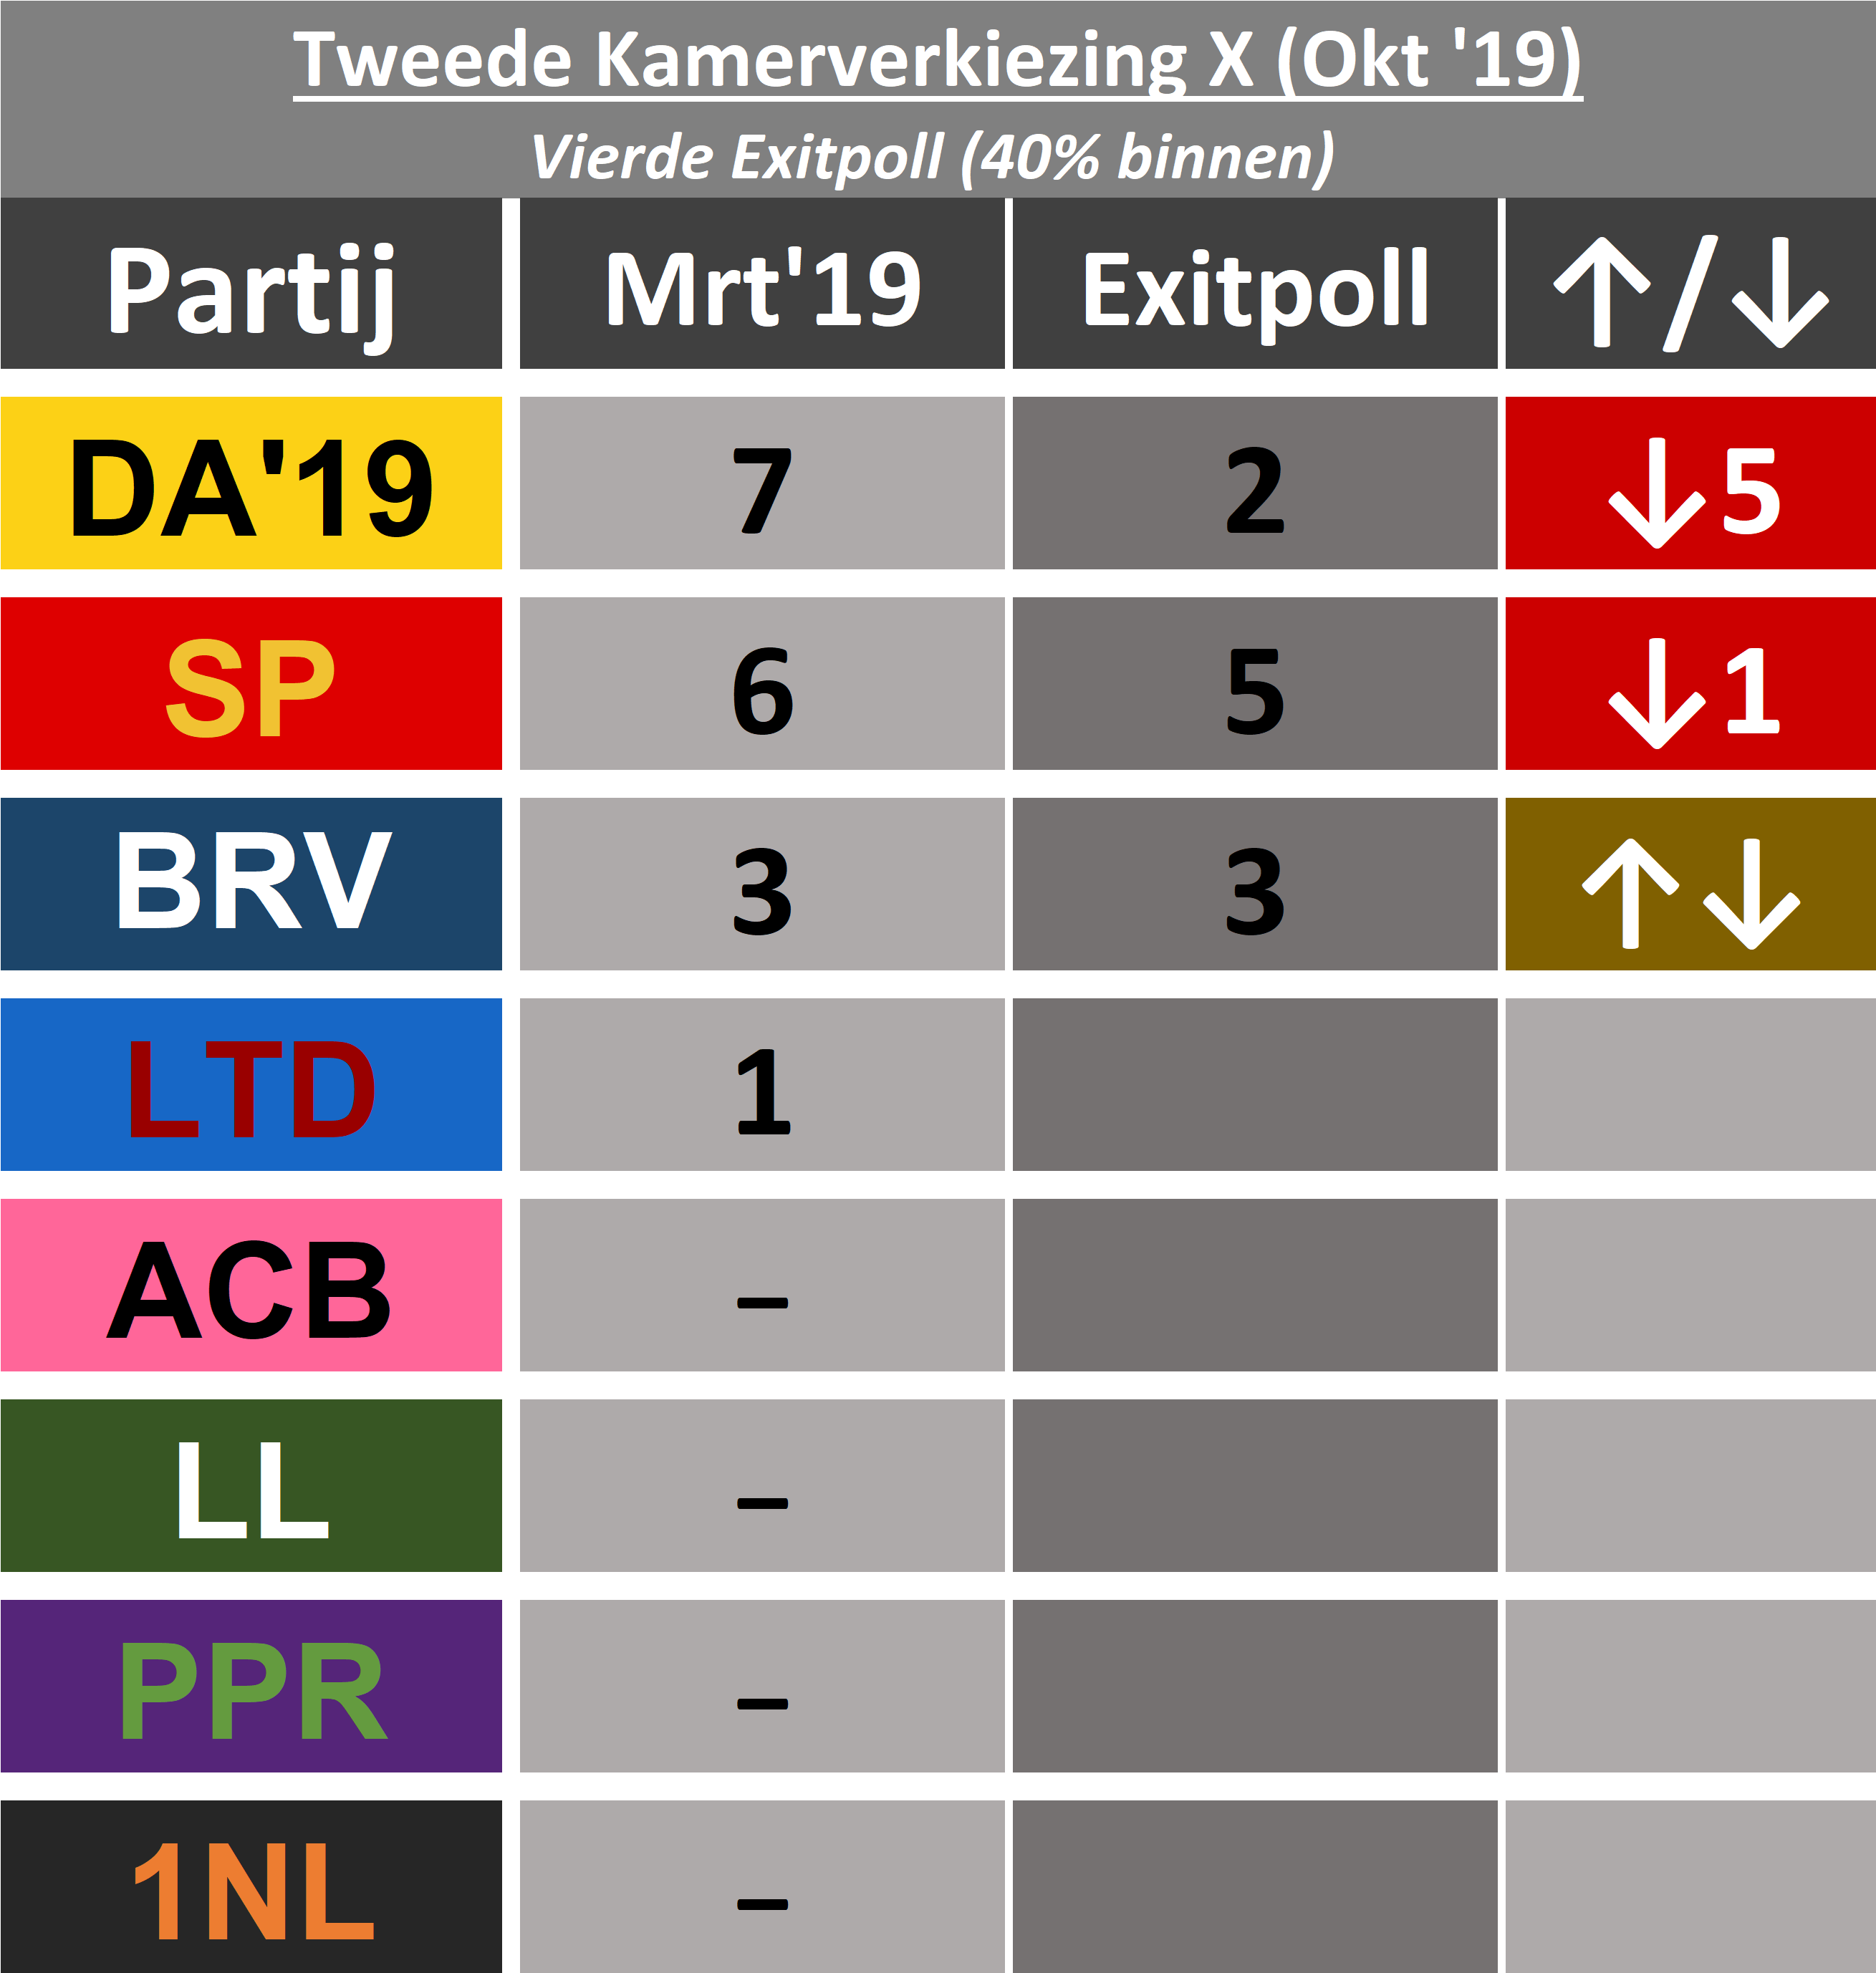 Tweede Kamerverkiezing X (Okt '19)
Vierde Exitpoll (40% binnen)
Partij Mrt'19 Exitpoll ↑/↓
DA'19 7 2 ↓5
SP 6 5 ↓1
BRV 3 3 ↑↓
LTD 1
ACB –
LL –
PPR –
1NL –